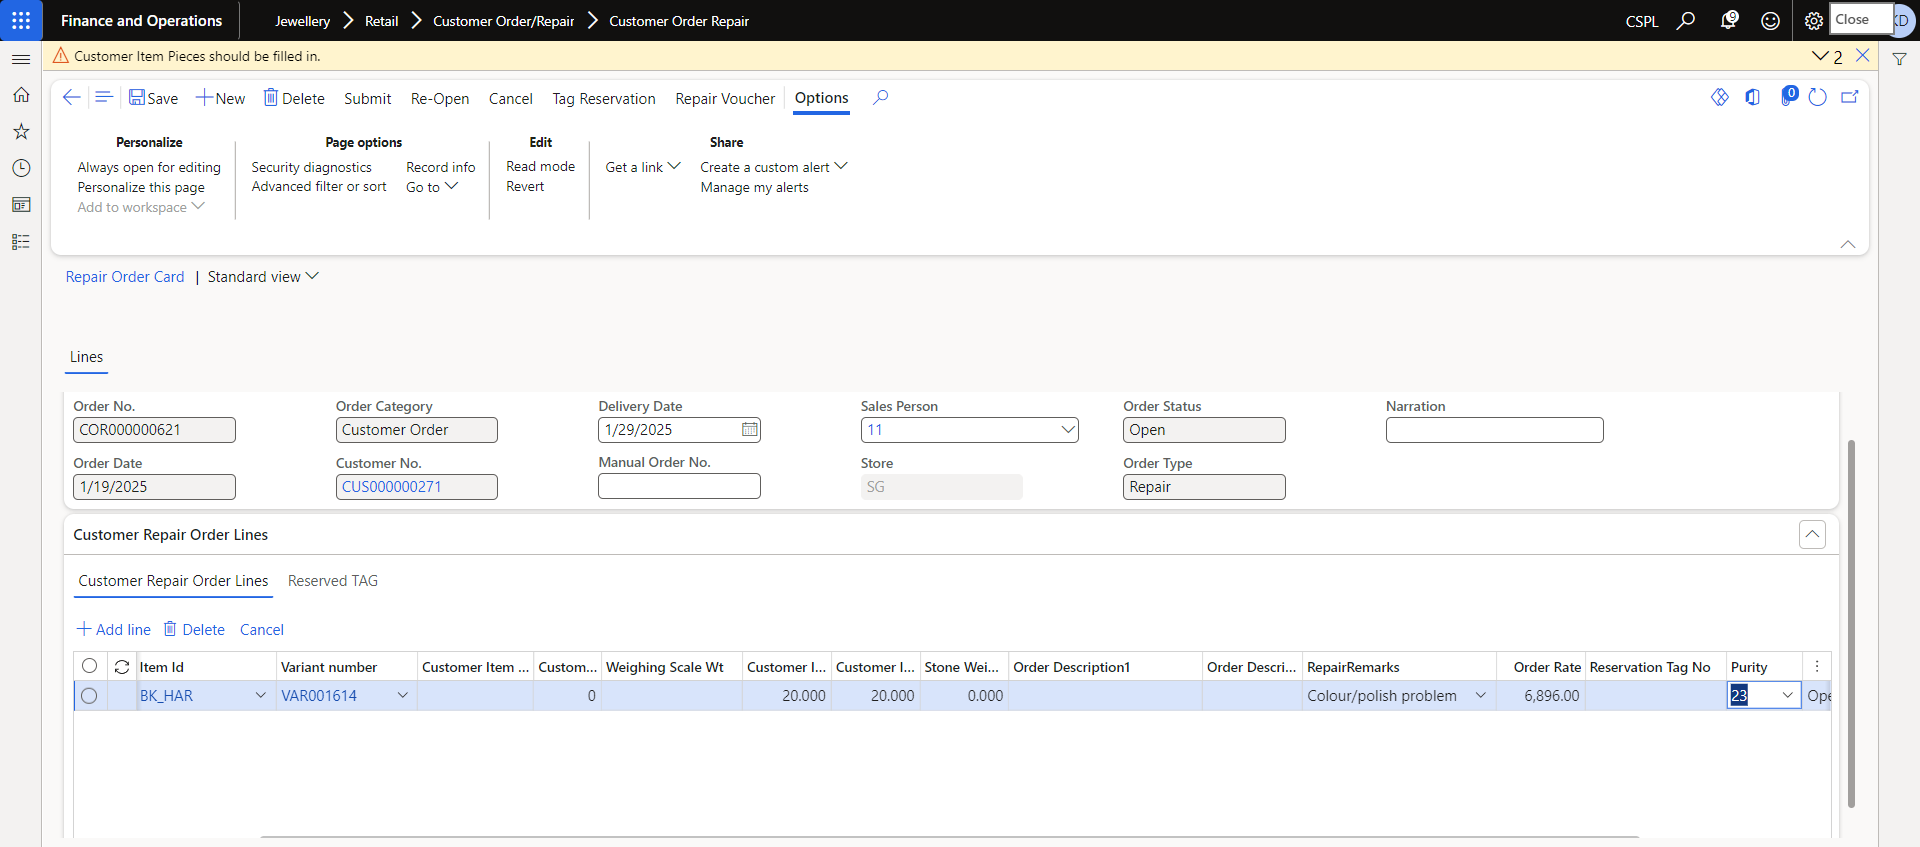 Finance and Operations
Jewellery > Retail > Customer Order/Repair > Customer Order Repair
CSPL
9
Close
Customer Item Pieces should be filled in.
2
Save
New
Delete
Submit
Re-Open
Cancel
Tag Reservation
Repair Voucher
Options
0
Personalize
Always open for editing
Personalize this page
Add to workspace
Page options
Security diagnostics
Advanced filter or sort
Record info
Go to
Edit
Read mode
Revert
Share
Get a link
Create a custom alert
Manage my alerts
Repair Order Card | Standard view
Lines
Order No.
COR000000621
Order Category
Customer Order
Delivery Date
1/29/2025
Sales Person
11
Order Status
Open
Narration
Order Date
1/19/2025
Customer No.
CUS000000271
Manual Order No.
Store
SG
Order Type
Repair
Customer Repair Order Lines
Customer Repair Order Lines
Reserved TAG
Add line
Delete
Cancel
Item Id Variant number Customer Item ... Custom... Weighing Scale Wt Customer I... Customer I... Stone Wei... Order Description1 Order Descri... RepairRemarks Order Rate Reservation Tag No Purity
BK_HAR VAR001614 0 20.000 20.000 0.000 Colour/polish problem 6,896.00 23 Ope